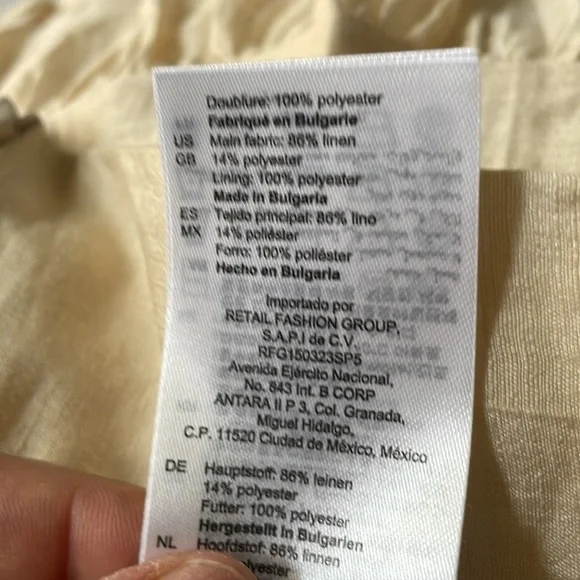 Doublure: 100% polyester
Fabriqué en Bulgarie
US Main fabric: 86% linen
GB 14% polyester
Lining: 100% polyester
Made in Bulgaria
ES Tejido principal: 86% lino
MX 14% poliéster
Forro: 100% poliéster
Hecho en Bulgaria
Importado por
RETAIL FASHION GROUP,
S.A.P.I de C.V.
RFG150323SP5
Avenida Ejército Nacional,
No. 843 Int. B CORP
ANTARA II P 3, Col. Granada,
Miguel Hidalgo,
C.P. 11520 Ciudad de México, México
DE Hauptstoff: 86% leinen
14% polyester
Futter: 100% polyester
Hergestellt in Bulgarien
NL Hoofdstof: 86% linnen